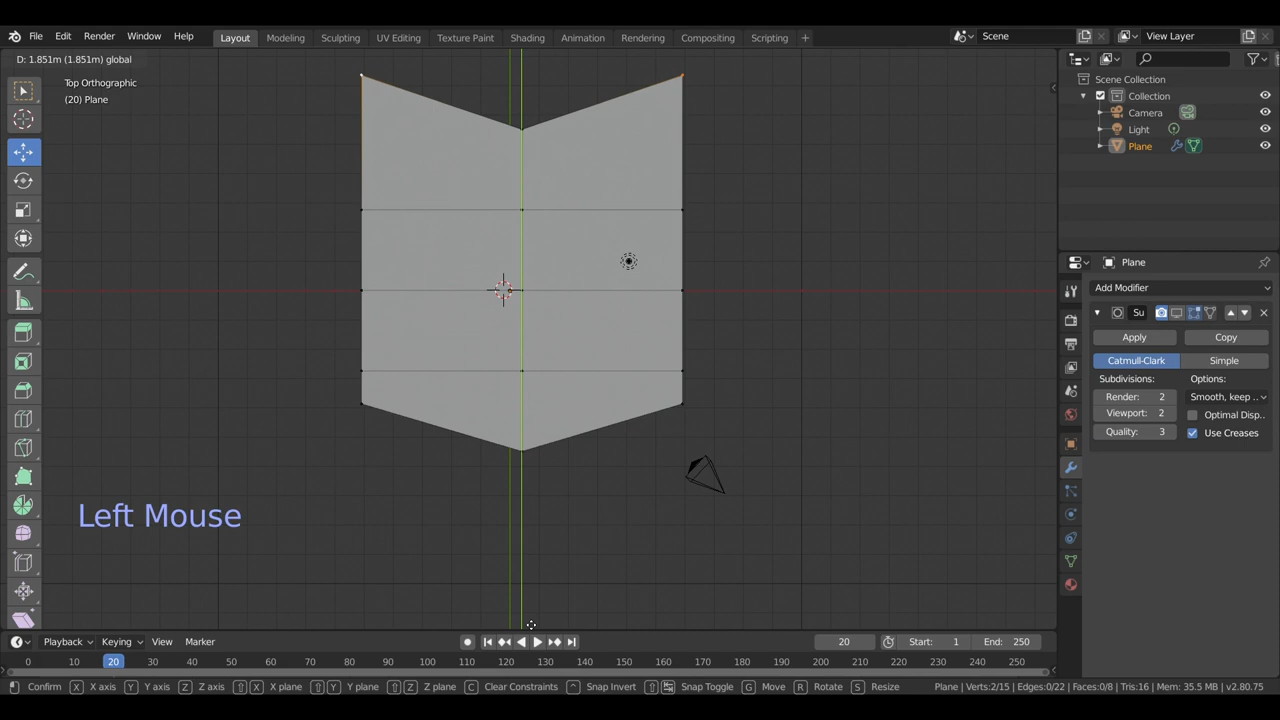 File Edit Render Window Help Layout Modeling Sculpting UV Editing Texture Paint Shading Animation Rendering Compositing Scripting + Scene View Layer
D: 1.851m (1.851m) global
Top Orthographic
(20) Plane
Scene Collection
Collection
Camera
Light
Plane
Plane
Add Modifier
Su
Apply Copy
Catmull-Clark Simple
Subdivisions: Options:
Render: 2 Smooth, keep ..
Viewport: 2 Optimal Disp..
Quality: 3 Use Creases
Left Mouse
Playback Keying View Marker 20 Start: 1 End: 250
0 10 20 30 40 50 60 70 80 90 100 110 120 130 140 150 160 170 180 190 200 210 220 230 240 250
Confirm X X axis Y Y axis Z Z axis X X plane Y Y plane Z Z plane C Clear Constraints ^ Snap Invert Snap Toggle G Move R Rotate S Resize Plane | Verts:2/15 | Edges:0/22 | Faces:0/8 | Tris:16 | Mem: 35.5 MB | v2.80.75